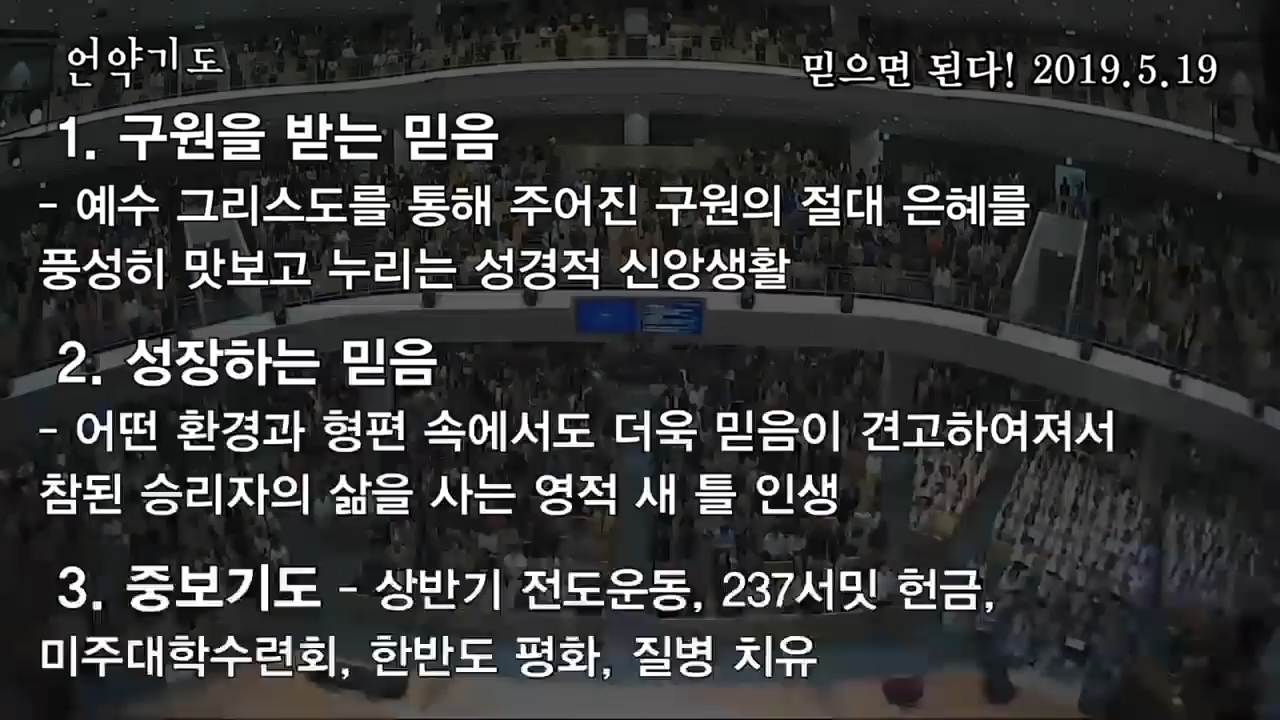 언약기도
믿으면 된다! 2019.5.19
1. 구원을 받는 믿음
- 예수 그리스도를 통해 주어진 구원의 절대 은혜를
풍성히 맛보고 누리는 성경적 신앙생활
2. 성장하는 믿음
- 어떤 환경과 형편 속에서도 더욱 믿음이 견고하여져서
참된 승리자의 삶을 사는 영적 새 틀 인생
3. 중보기도 - 상반기 전도운동, 237서밋 헌금,
미주대학수련회, 한반도 평화, 질병 치유